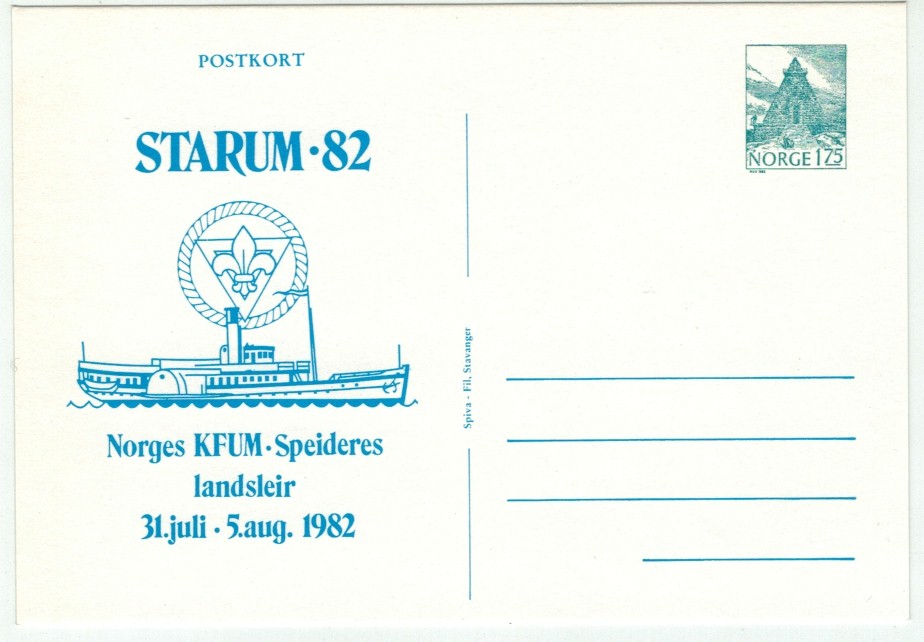 POSTKORT
STARUM·82
Norges KFUM·Speideres
landsleir
31.juli · 5.aug. 1982
Spiva - Fil, Stavanger
NORGE 175